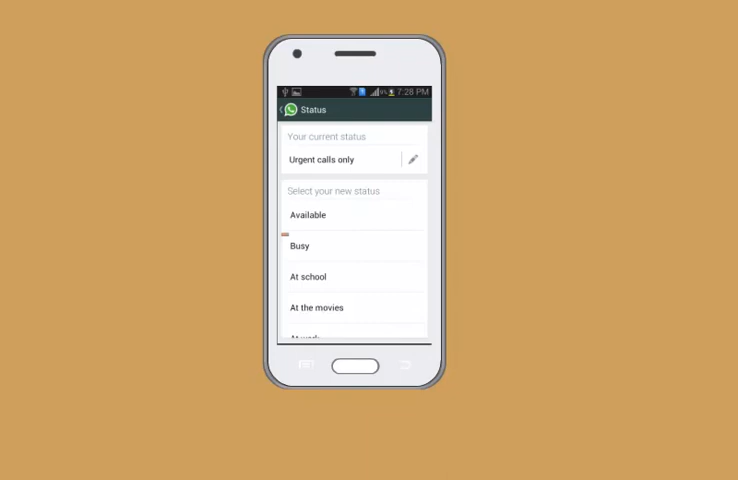 7:28 PM
Status
Your current status
Urgent calls only
Select your new status
Available
Busy
At school
At the movies